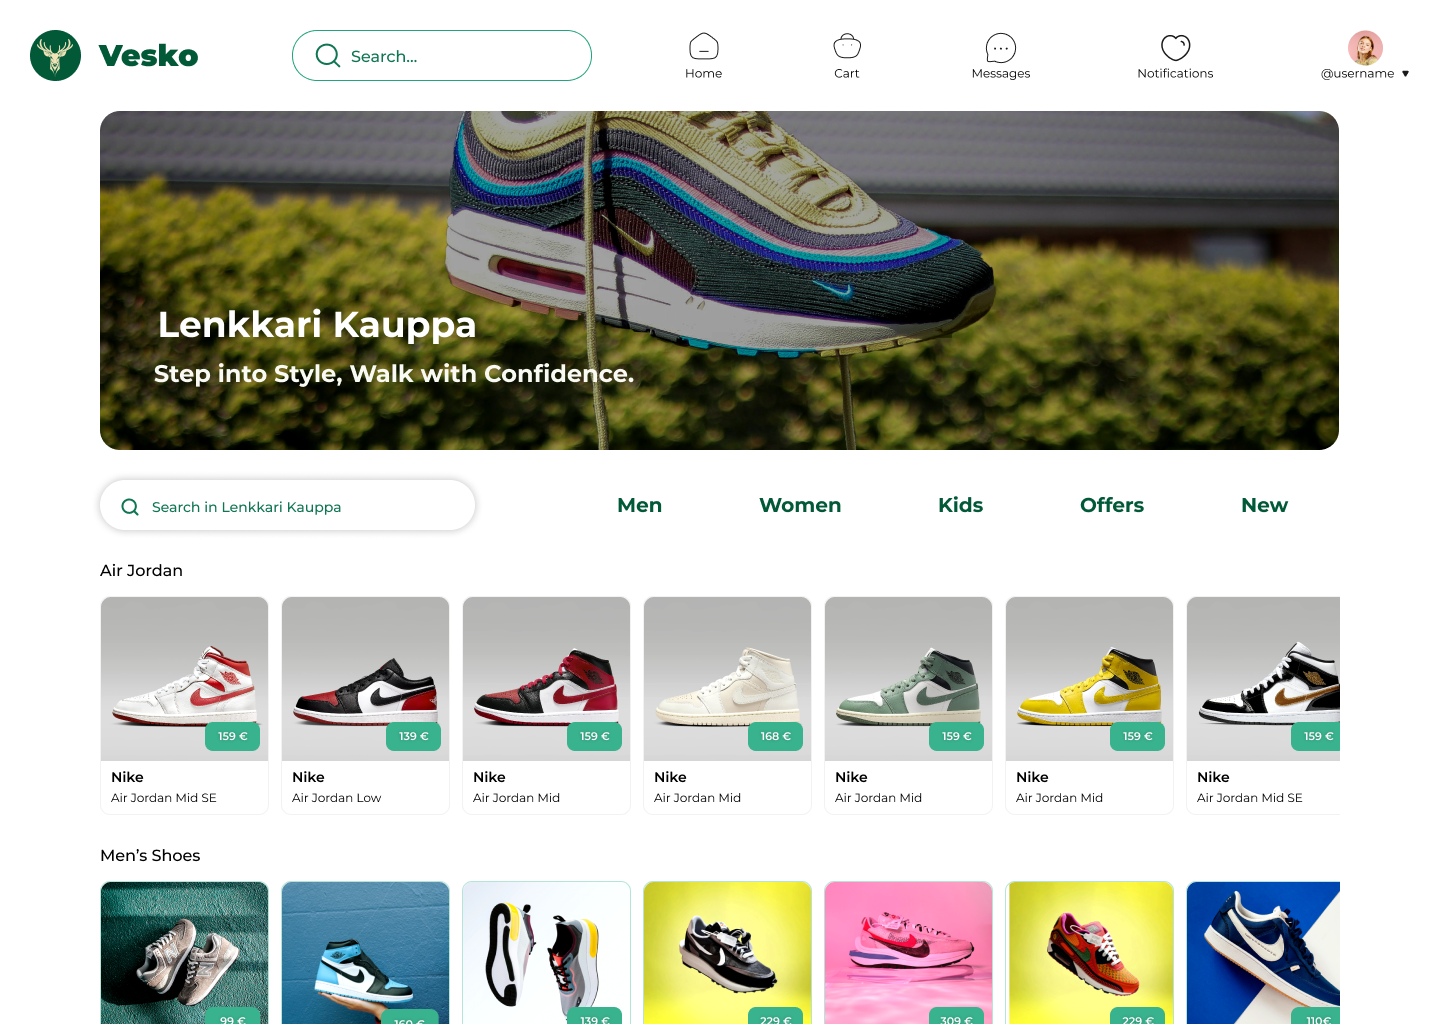 Vesko
Search...
Home
Cart
Messages
Notifications
@username
Lenkkari Kauppa
Step into Style, Walk with Confidence.
Search in Lenkkari Kauppa
Men
Women
Kids
Offers
New
Air Jordan
159 €
139 €
159 €
168 €
159 €
159 €
159 €
Nike
Nike
Nike
Nike
Nike
Nike
Nike
Air Jordan Mid SE
Air Jordan Low
Air Jordan Mid
Air Jordan Mid
Air Jordan Mid
Air Jordan Mid
Air Jordan Mid SE
Men’s Shoes
99 €
160 €
139 €
229 €
309 €
229 €
110€